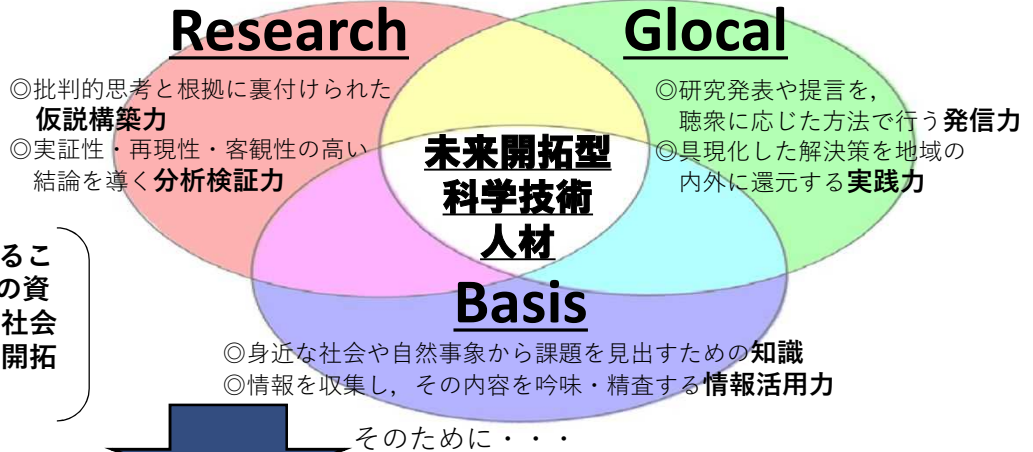 Research
◎批判的思考と根拠に裏付けられた
仮説構築力
◎実証性・再現性・客観性の高い
結論を導く分析検証力
Glocal
◎研究発表や提言を，
聴衆に応じた方法で行う発信力
◎具現化した解決策を地域の
内外に還元する実践力
未来開拓型
科学技術
人材
るこ
の資
社会
開拓
Basis
◎身近な社会や自然事象から課題を見出すための知識
◎情報を収集し，その内容を吟味・精査する情報活用力
そのために・・・